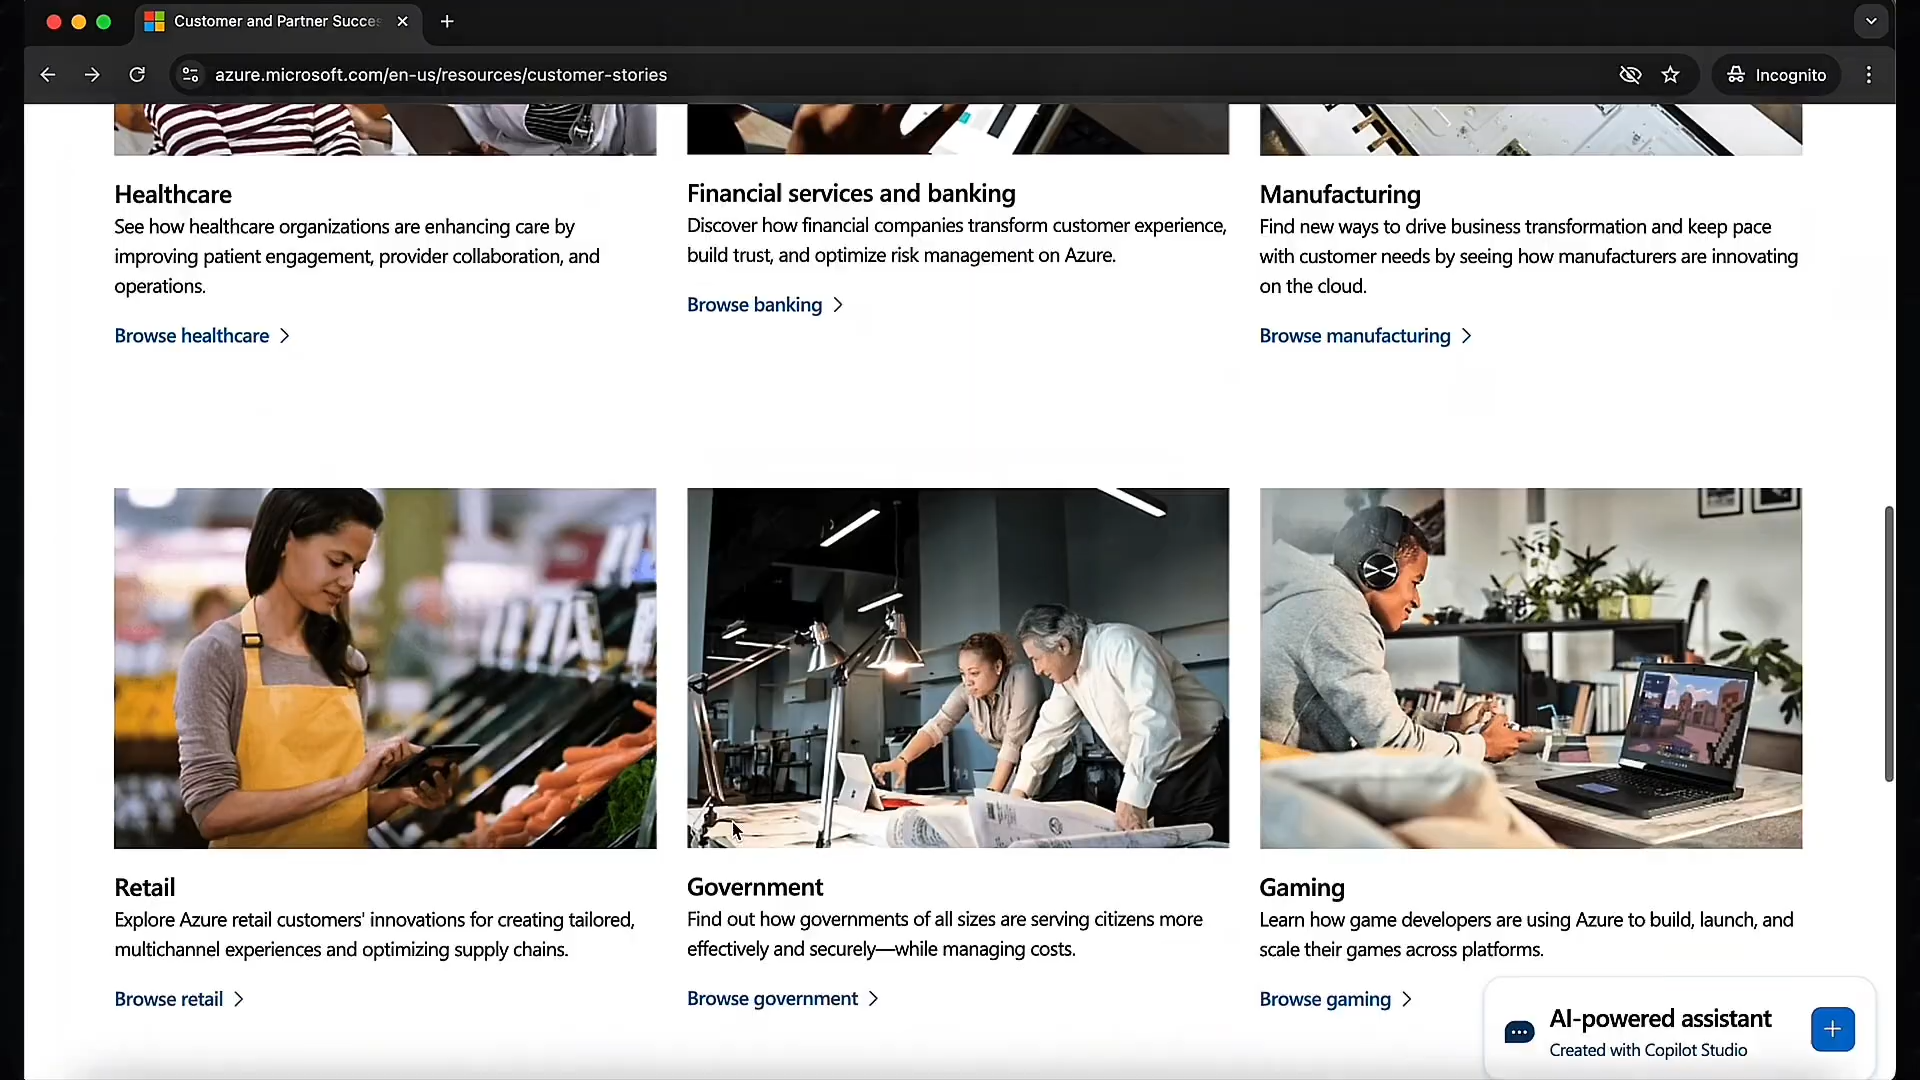 Customer and Partner Succes
azure.microsoft.com/en-us/resources/customer-stories
Incognito
Healthcare
See how healthcare organizations are enhancing care by
improving patient engagement, provider collaboration, and
operations.
Browse healthcare
Financial services and banking
Discover how financial companies transform customer experience,
build trust, and optimize risk management on Azure.
Browse banking
Manufacturing
Find new ways to drive business transformation and keep pace
with customer needs by seeing how manufacturers are innovating
on the cloud.
Browse manufacturing
Retail
Explore Azure retail customers' innovations for creating tailored,
multichannel experiences and optimizing supply chains.
Browse retail
Government
Find out how governments of all sizes are serving citizens more
effectively and securely—while managing costs.
Browse government
Gaming
Learn how game developers are using Azure to build, launch, and
scale their games across platforms.
Browse gaming
AI-powered assistant
Created with Copilot Studio